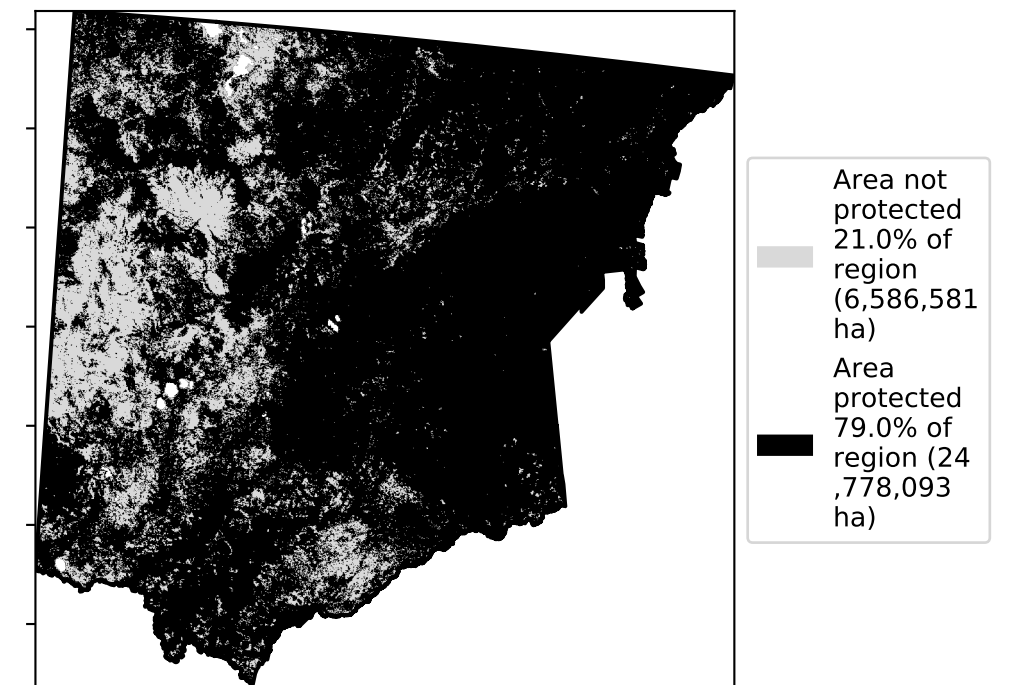 Area not
protected
21.0% of
region
(6,586,581
ha)
Area
protected
79.0% of
region (24
,778,093
ha)